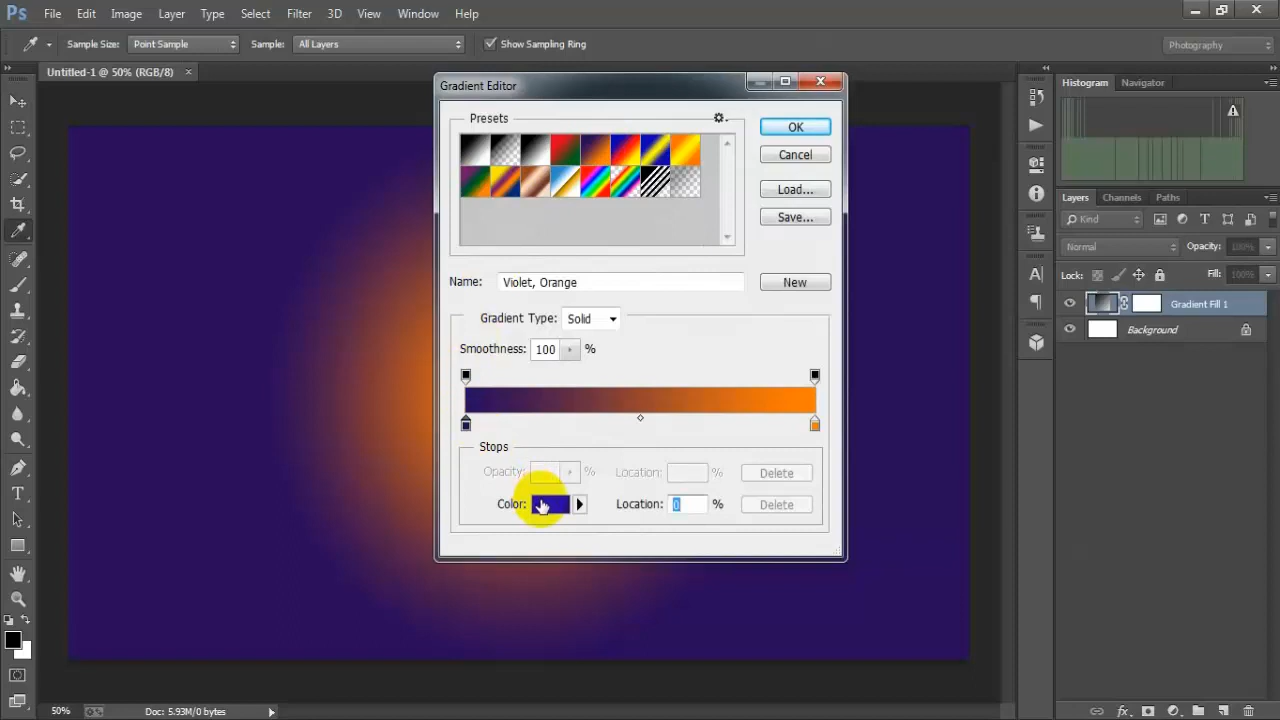 Ps File Edit Image Layer Type Select Filter 3D View Window Help
Sample Size: Point Sample Sample: All Layers Show Sampling Ring Photography
Untitled-1 @ 50% (RGB/8) ×
Gradient Editor
Presets
OK
Cancel
Load...
Save...
Name: Violet, Orange New
Gradient Type: Solid
Smoothness: 100 %
Stops
Opacity: % Location: % Delete
Color: Location: 0 % Delete
Histogram Navigator
Layers Channels Paths
Kind
Normal Opacity: 100%
Lock: Fill: 100%
Gradient Fill 1
Background
50% Doc: 5.93M/0 bytes